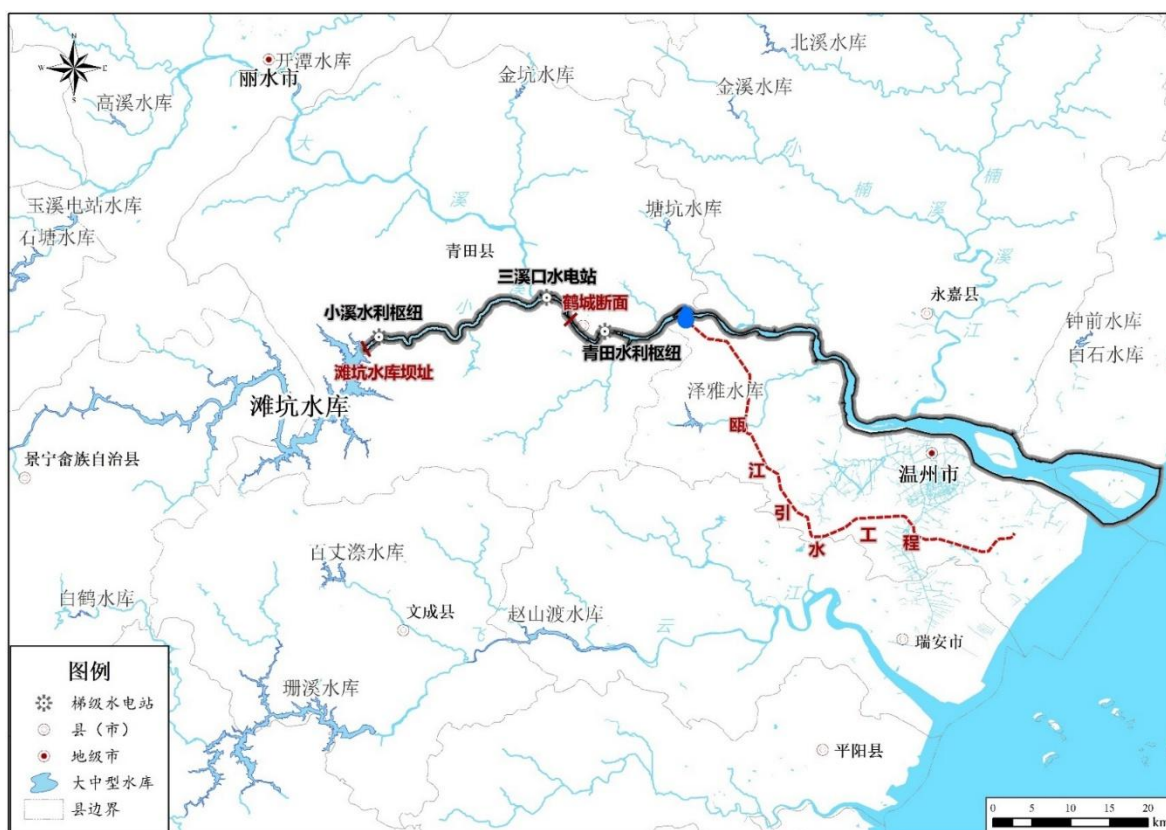 N
W
E
S
北溪水库
开潭水库
丽水市
金坑水库
金溪水库
高溪水库
大
小
楠
溪
楠
溪
江
溪
玉溪电站水库
石塘水库
塘坑水库
青田县
三溪口水电站
鹤城断面
小溪水利枢纽
小
溪
永嘉县
钟前水库
白石水库
青田水利枢纽
滩坑水库坝址
泽雅水库
滩坑水库
瓯
江
引
水
工
程
景宁畲族自治县
温州市
百丈漈水库
白鹤水库
文成县
赵山渡水库
飞
云
江
瑞安市
珊溪水库
平阳县
图例
梯级水电站
县（市）
地级市
大中型水库
县边界
0 5 10 15 20
km